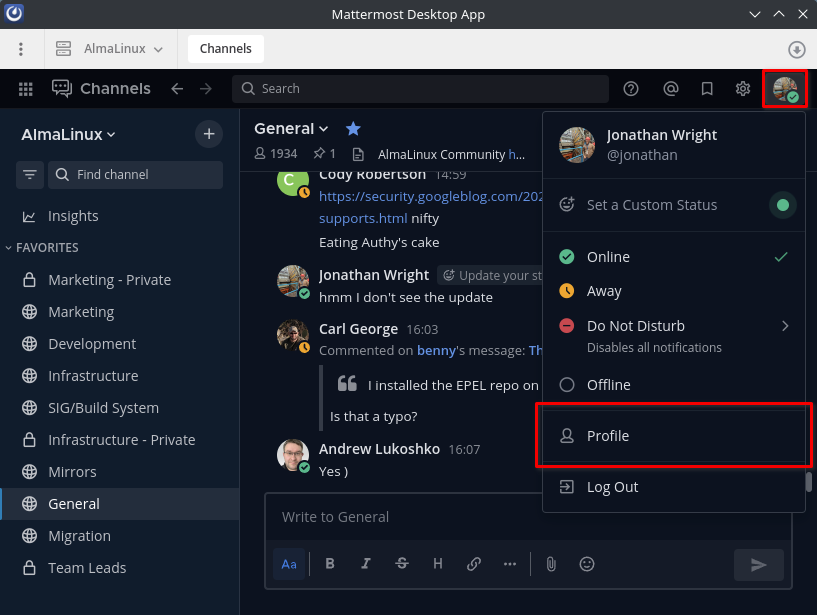 Mattermost Desktop App
AlmaLinux
Channels
Channels
Search
AlmaLinux
Find channel
Insights
FAVORITES
Marketing - Private
Marketing
Development
Infrastructure
SIG/Build System
Infrastructure - Private
Mirrors
General
Migration
Team Leads
General
1934 1 AlmaLinux Community h...
C Cody Robertson 14:59
https://security.googleblog.com/202
supports.html nifty
Eating Authy's cake
Jonathan Wright Update your st
hmm I don't see the update
Carl George 16:03
Commented on benny's message: Th
I installed the EPEL repo on
Is that a typo?
Andrew Lukoshko 16:07
Yes )
Write to General
Aa B I S H
Jonathan Wright
@jonathan
Set a Custom Status
Online
Away
Do Not Disturb
Disables all notifications
Offline
Profile
Log Out